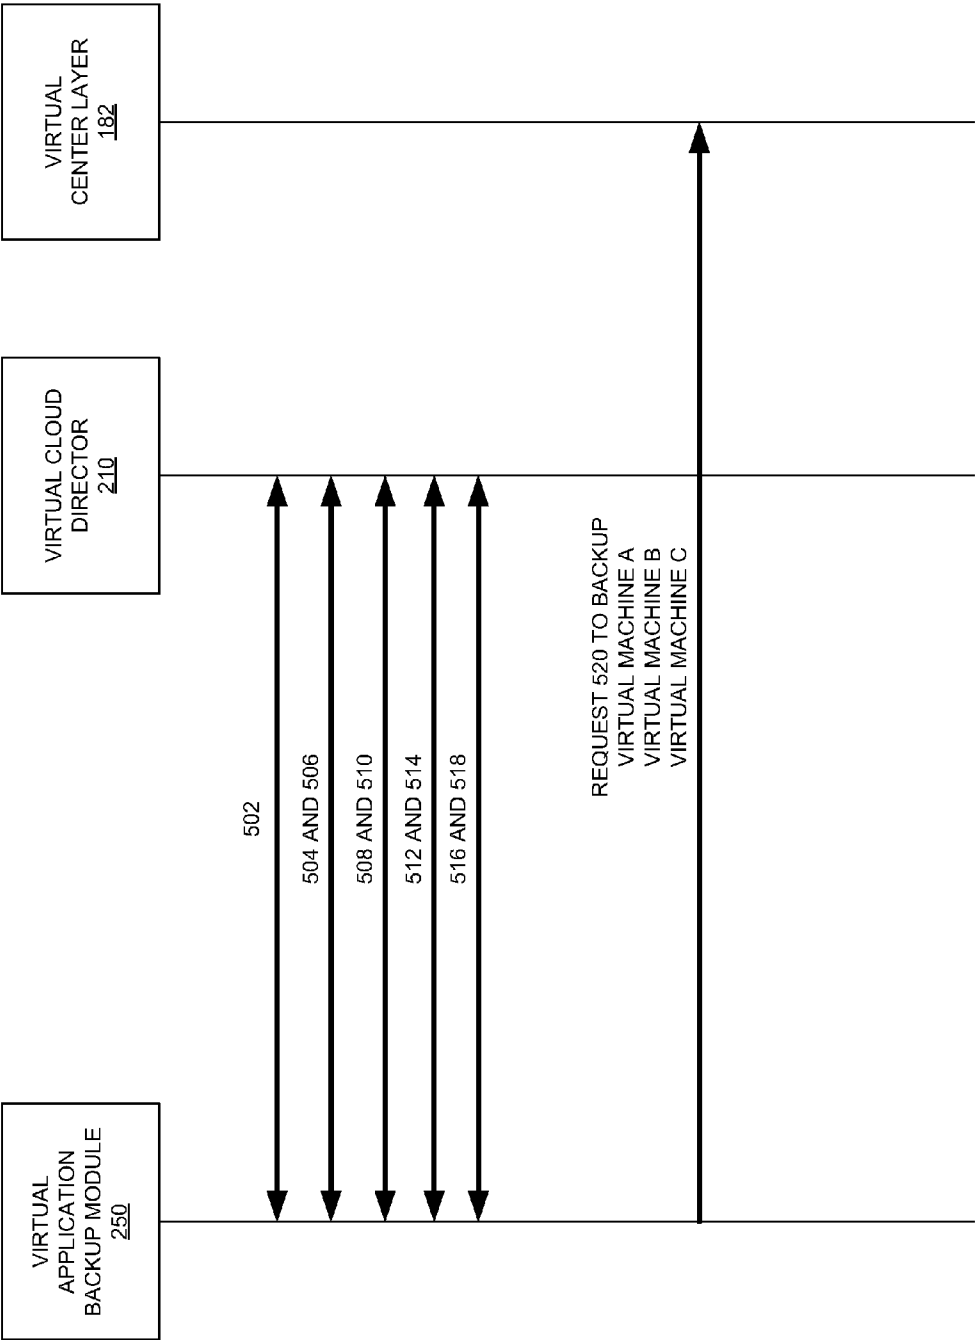 VIRTUAL
APPLICATION
BACKUP MODULE
250
VIRTUAL CLOUD
DIRECTOR
210
VIRTUAL
CENTER LAYER
182
502
504 AND 506
508 AND 510
512 AND 514
516 AND 518
REQUEST 520 TO BACKUP
VIRTUAL MACHINE A
VIRTUAL MACHINE B
VIRTUAL MACHINE C